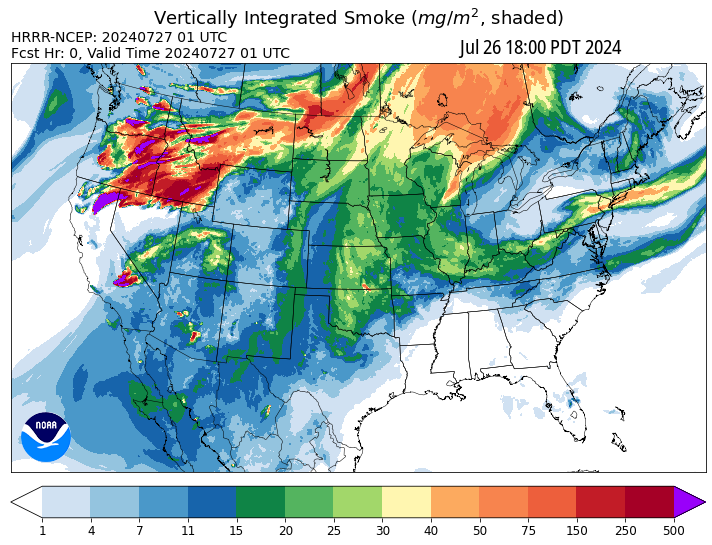 Vertically Integrated Smoke (mg/m², shaded)
HRRR-NCEP: 20240727 01 UTC
Fcst Hr: 0, Valid Time 20240727 01 UTC
Jul 26 18:00 PDT 2024
NOAA
1 4 7 11 15 20 25 30 40 50 75 150 250 500